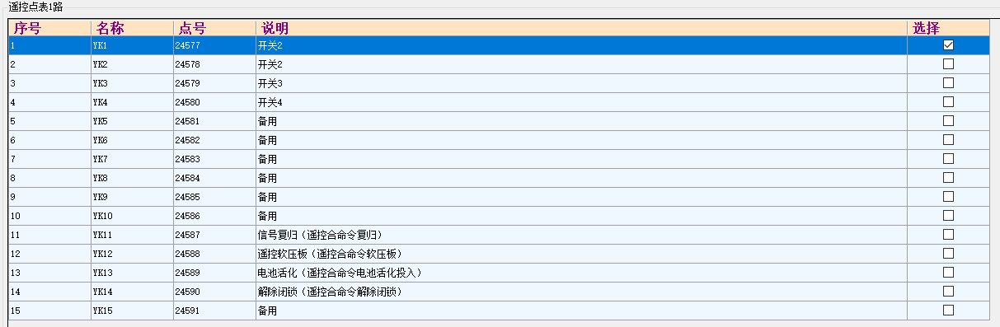 遥控点表1路
序号 名称 点号 说明 选择
1 YK1 24577 开关2
2 YK2 24578 开关2
3 YK3 24579 开关3
4 YK4 24580 开关4
5 YK5 24581 备用
6 YK6 24582 备用
7 YK7 24583 备用
8 YK8 24584 备用
9 YK9 24585 备用
10 YK10 24586 备用
11 YK11 24587 信号复归（遥控合命令复归）
12 YK12 24588 遥控软压板（遥控合命令软压板）
13 YK13 24589 电池活化（遥控合命令电池活化投入）
14 YK14 24590 解除闭锁（遥控合命令解除闭锁）
15 YK15 24591 备用